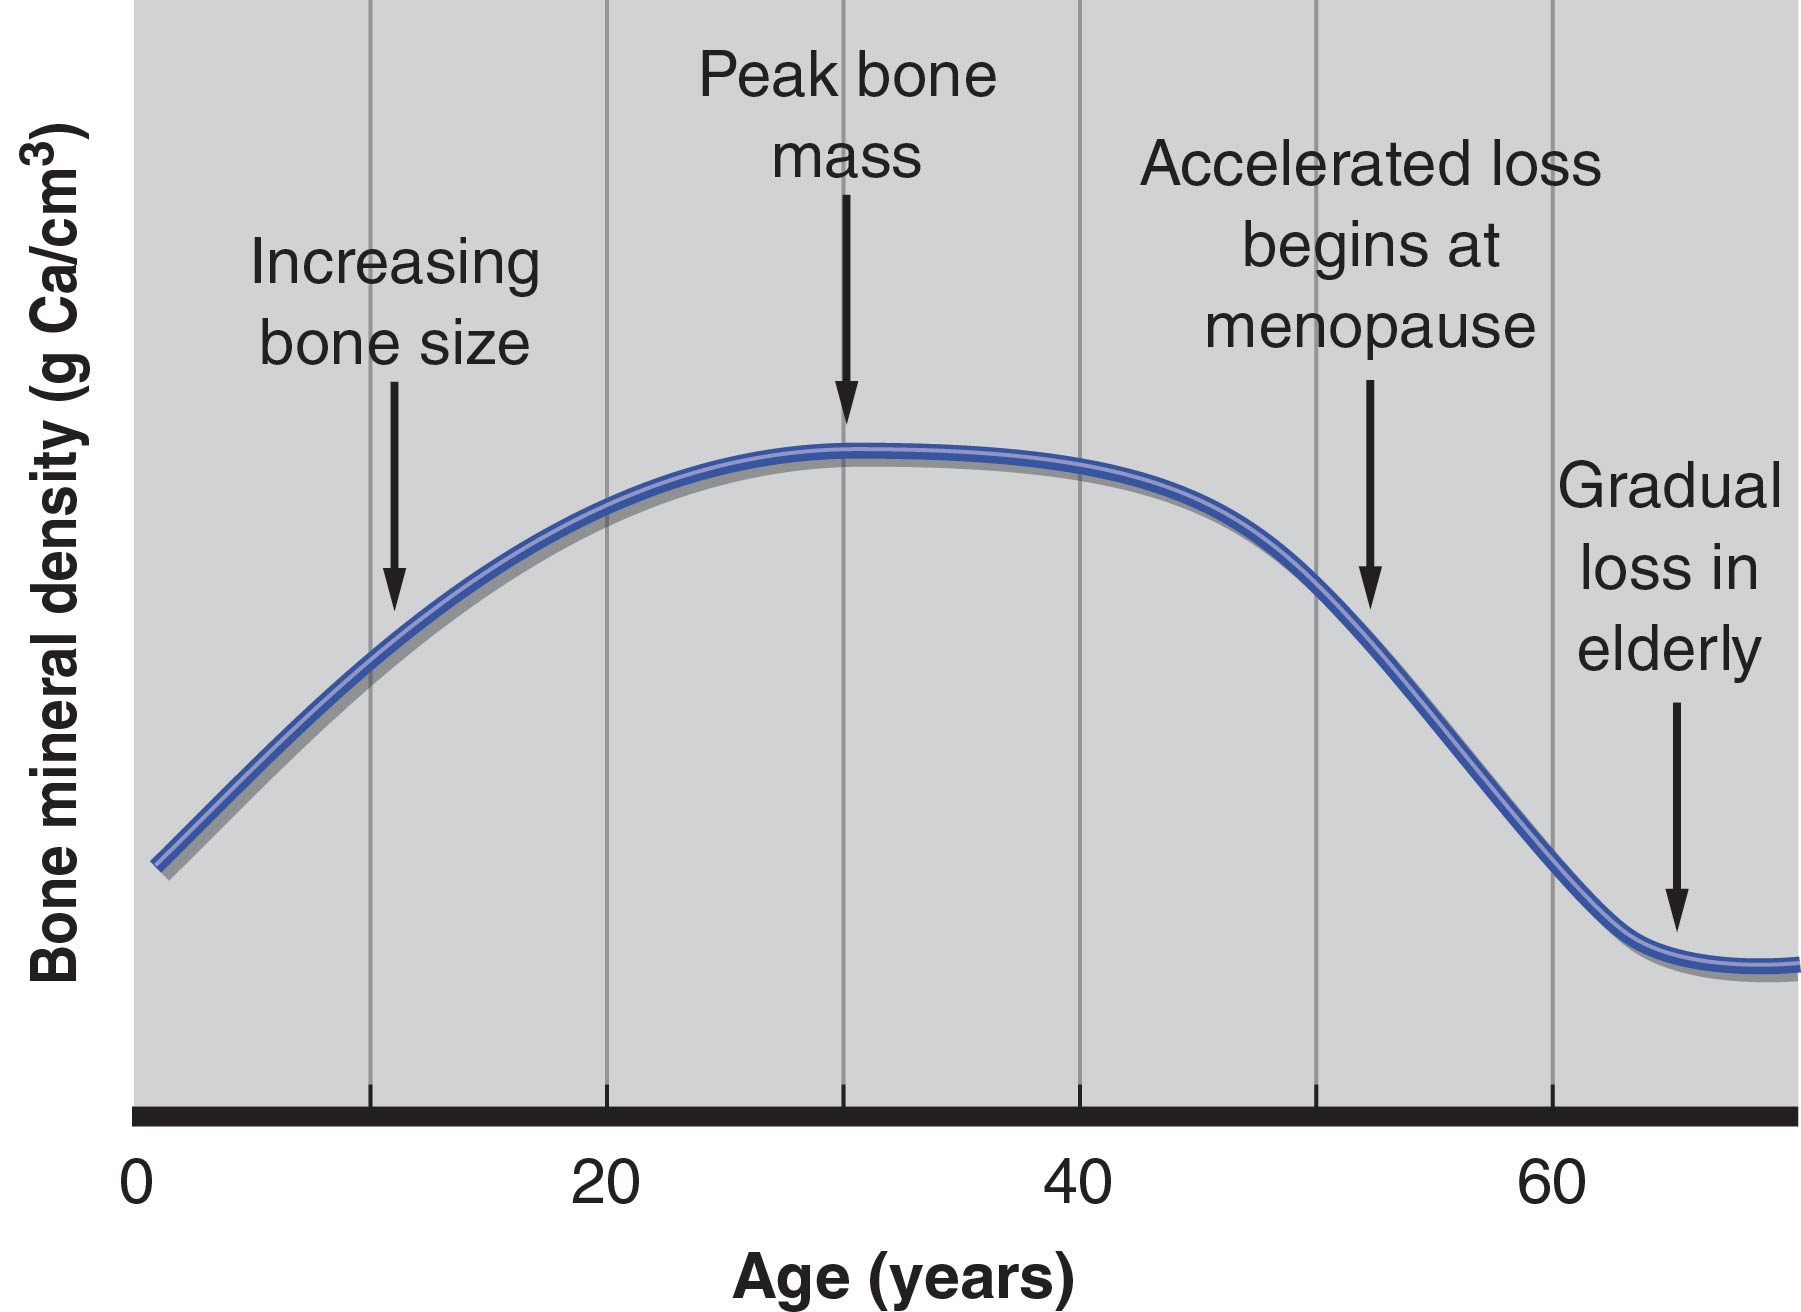 Peak bone
mass
Accelerated loss
begins at
menopause
Increasing
bone size
Gradual
loss in
elderly
Bone mineral density (g Ca/cm³)
0 20 40 60
Age (years)